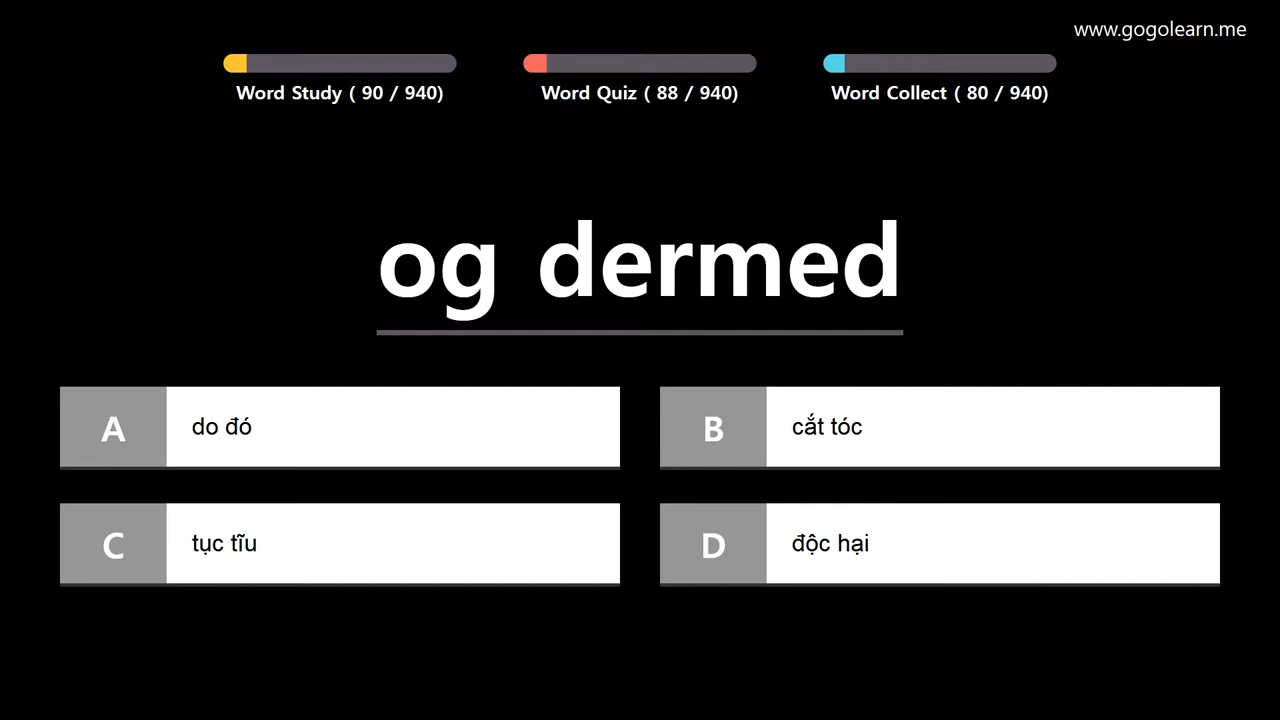 www.gogolearn.me
Word Study ( 90 / 940)
Word Quiz ( 88 / 940)
Word Collect ( 80 / 940)
og dermed
A do đó
B cắt tóc
C tục tĩu
D độc hại